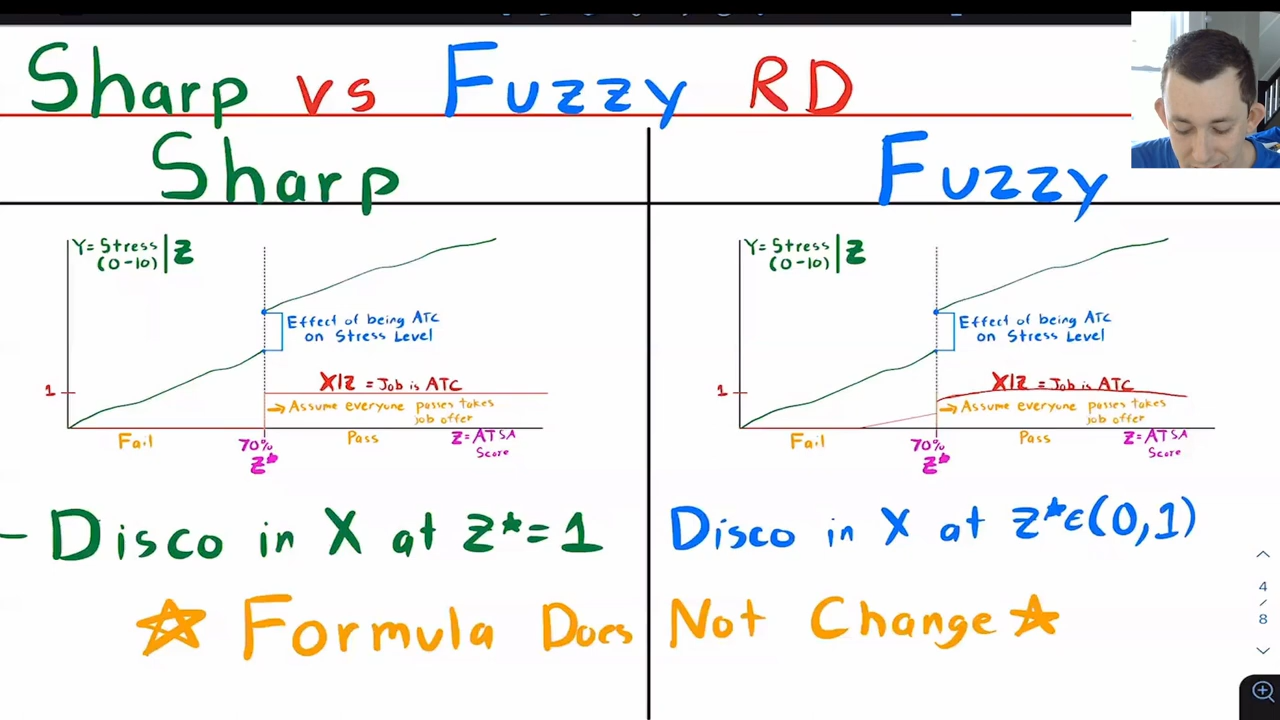 Sharp vs Fuzzy RD
Sharp
Y= Stress | Z
(0-10)
Effect of being ATC
on Stress Level
X|Z = Job is ATC
1
→ Assume everyone passes takes
job offer
Fail
70%
Pass
Z = ATSA
Score
Z*
- Disco in X at Z* = 1
Fuzzy
Y= Stress | Z
(0-10)
Effect of being ATC
on Stress Level
X|Z = Job is ATC
1
→ Assume everyone passes takes
job offer
Fail
70%
Pass
Z = ATSA
Score
Z*
Disco in X at Z* ϵ (0,1)
☆ Formula Does Not Change ☆
4
/
8